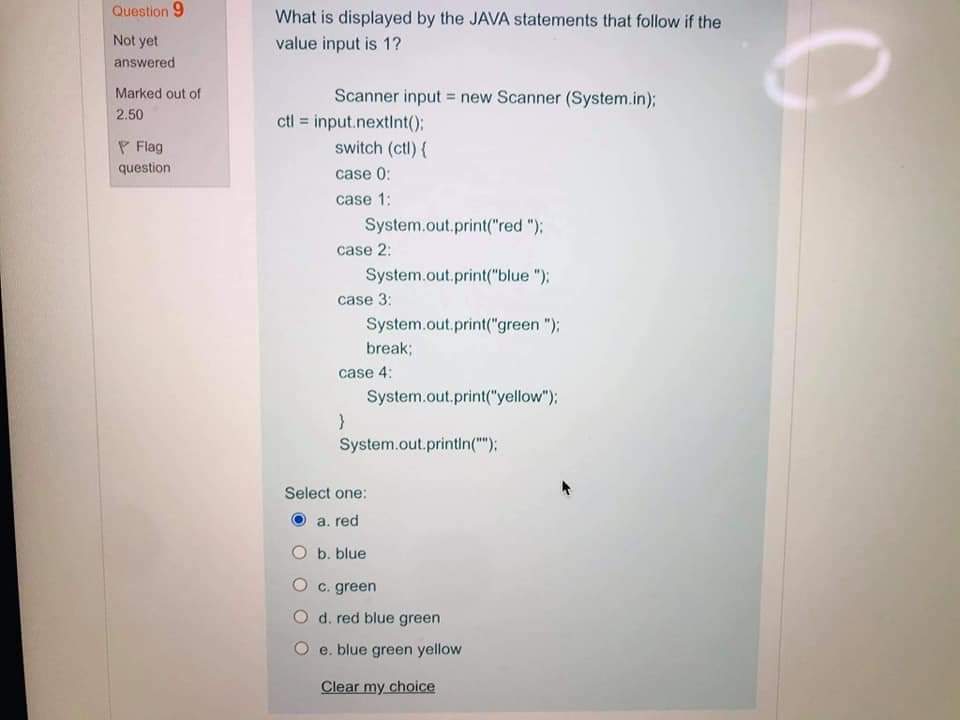 Question 9
Not yet
answered
Marked out of
2.50
Flag
question
What is displayed by the JAVA statements that follow if the
value input is 1?
Scanner input = new Scanner (System.in);
ctl = input.nextInt();
switch (ctl) {
case 0:
case 1:
System.out.print("red ");
case 2:
System.out.print("blue ");
case 3:
System.out.print("green ");
break;
case 4:
System.out.print("yellow");
}
System.out.println("");
Select one:
a. red
b. blue
c. green
d. red blue green
e. blue green yellow
Clear my choice